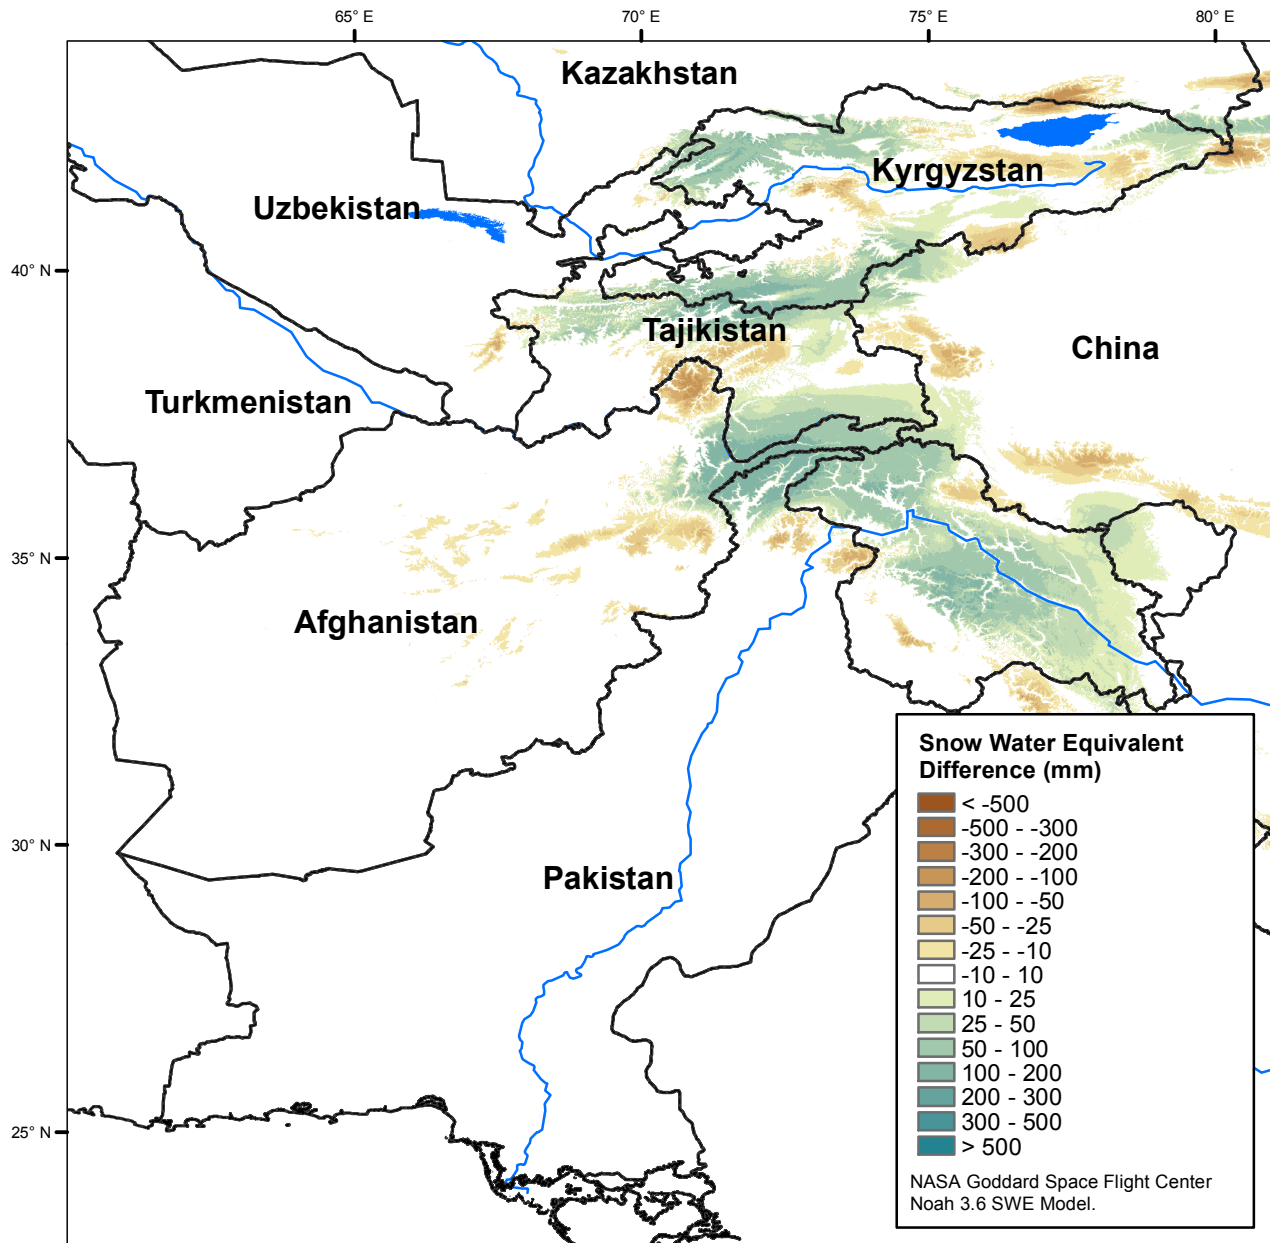 65° E
70° E
75° E
80° E
Kazakhstan
Kyrgyzstan
Uzbekistan
40° N
Tajikistan
China
Turkmenistan
35° N
Afghanistan
30° N
Pakistan
25° N
Snow Water Equivalent
Difference (mm)
< -500
-500 - -300
-300 - -200
-200 - -100
-100 - -50
-50 - -25
-25 - -10
-10 - 10
10 - 25
25 - 50
50 - 100
100 - 200
200 - 300
300 - 500
> 500
NASA Goddard Space Flight Center
Noah 3.6 SWE Model.